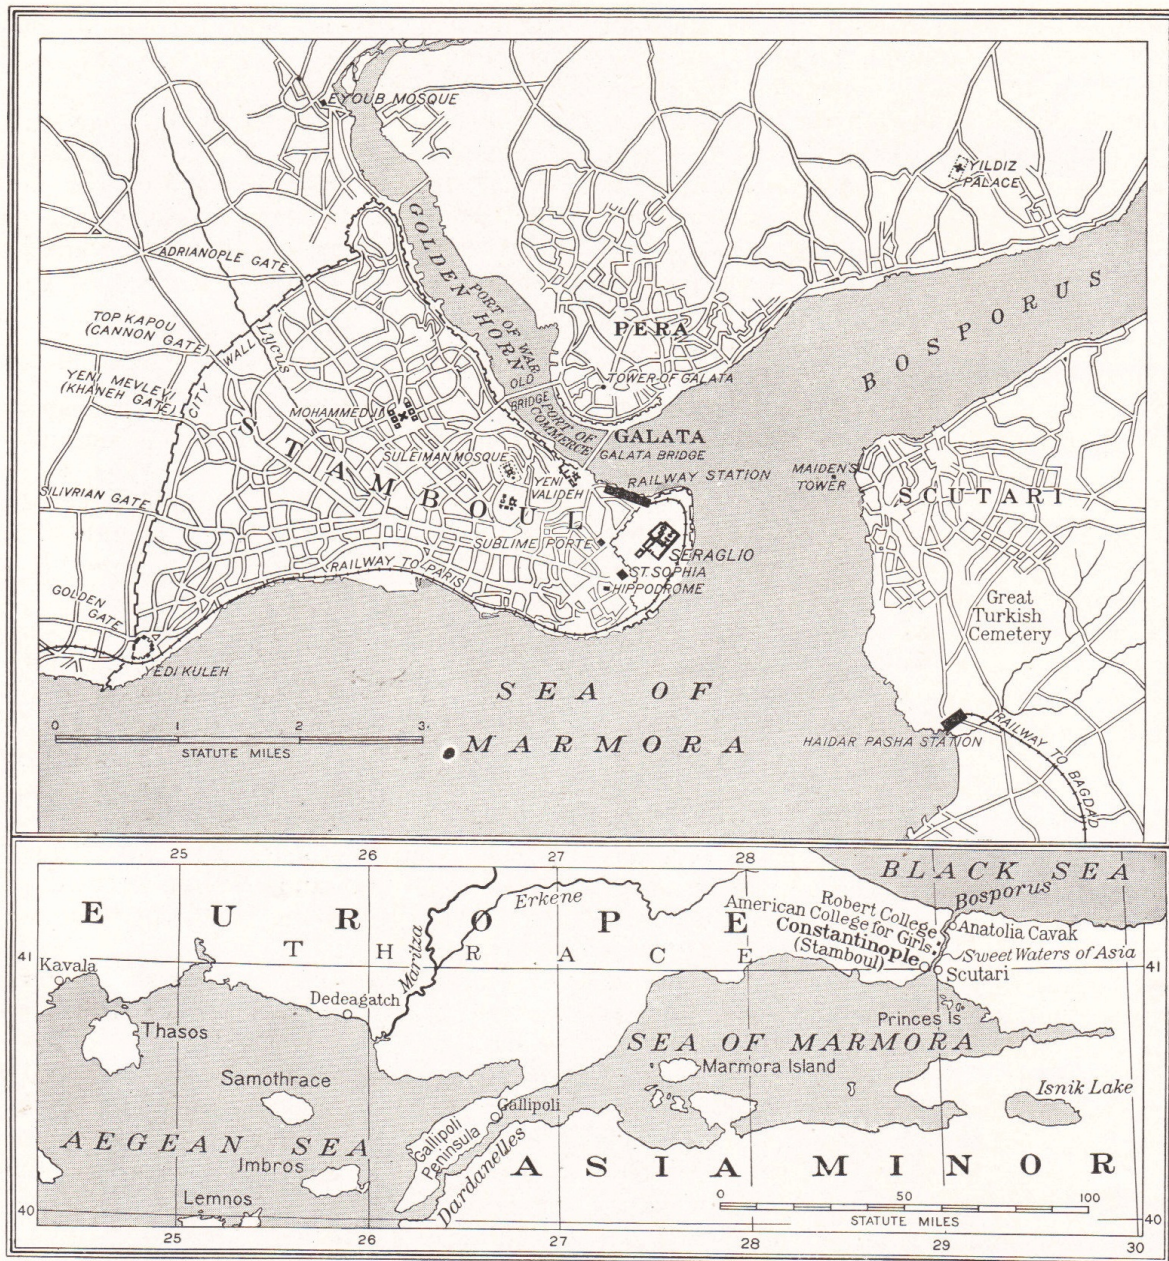 EYOUB MOSQUE
YILDIZ
PALACE
ADRIANOPLE GATE
GOLDEN HORN
PORT OF WAR
BOSPORUS
TOP KAPOU
(CANNON GATE)
CITY WALL
Lycus
PERA
YENI MEVLEVI
(KHANEH GATE)
OLD
BRIDGE
TOWER OF GALATA
MOHAMMED II
PORT OF
COMMERCE
GALATA
GALATA BRIDGE
STAMBOUL
SULEIMAN MOSQUE
YENI
VALIDEH
RAILWAY STATION
MAIDEN'S
TOWER
SCUTARI
SILIVRIAN GATE
SUBLIME PORTE
SERAGLIO
ST. SOPHIA
HIPPODROME
RAILWAY TO PARIS
GOLDEN
GATE
YEDI KULEH
Great
Turkish
Cemetery
SEA OF
MARMORA
0 1 2 3
STATUTE MILES
HAIDAR PASHA STATION
RAILWAY TO BAGDAD
25 26 27 28 29 30
BLACK SEA
Bosporus
EUROPE
THRACE
Erkene
Maritza
Robert College
American College for Girls
Constantinople
(Stamboul)
Anatolia Cavak
Sweet Waters of Asia
Scutari
41 41
Kavala
Dedeagatch
Thasos
Princes Is
SEA OF MARMORA
Marmora Island
Samothrace
Isnik Lake
Gallipoli
AEGEAN SEA
Gallipoli
Peninsula
Dardanelles
ASIA MINOR
Imbros
Lemnos
0 50 100
STATUTE MILES
40 40
25 26 27 28 29 30